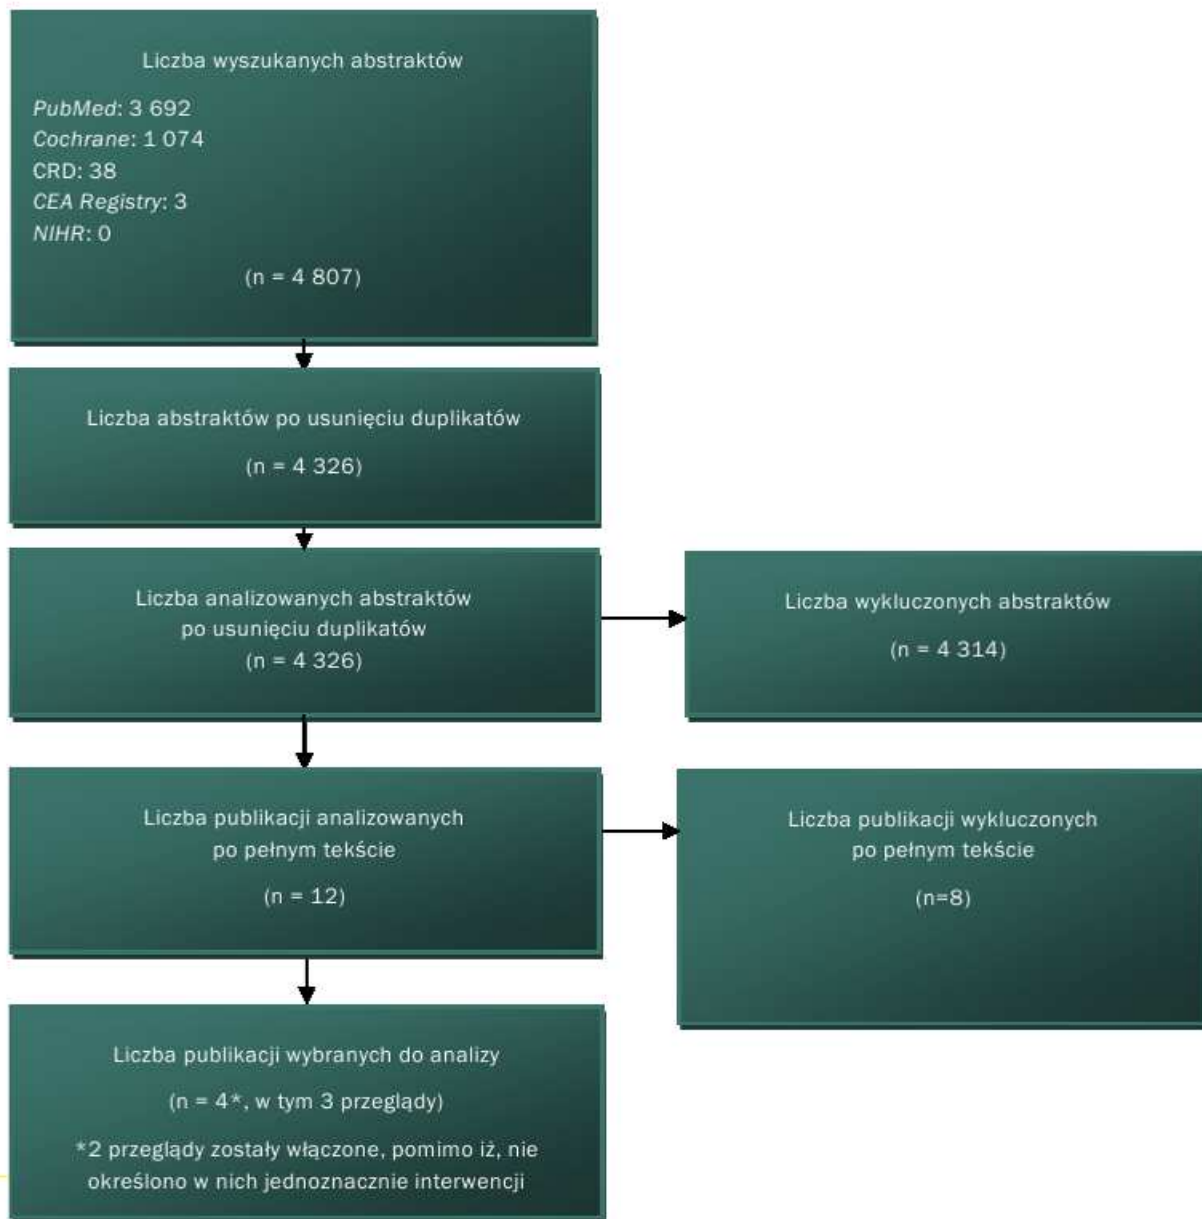 Liczba wyszukanych abstraktów
PubMed: 3 692
Cochrane: 1 074
CRD: 38
CEA Registry: 3
NIHR: 0
(n = 4 807)
Liczba abstraktów po usunięciu duplikatów
(n = 4 326)
Liczba analizowanych abstraktów
po usunięciu duplikatów
(n = 4 326)
Liczba wykluczonych abstraktów
(n = 4 314)
Liczba publikacji analizowanych
po pełnym tekście
(n = 12)
Liczba publikacji wykluczonych
po pełnym tekście
(n=8)
Liczba publikacji wybranych do analizy
(n = 4*, w tym 3 przeglądy)
*2 przeglądy zostały włączone, pomimo iż, nie
określono w nich jednoznacznie interwencji